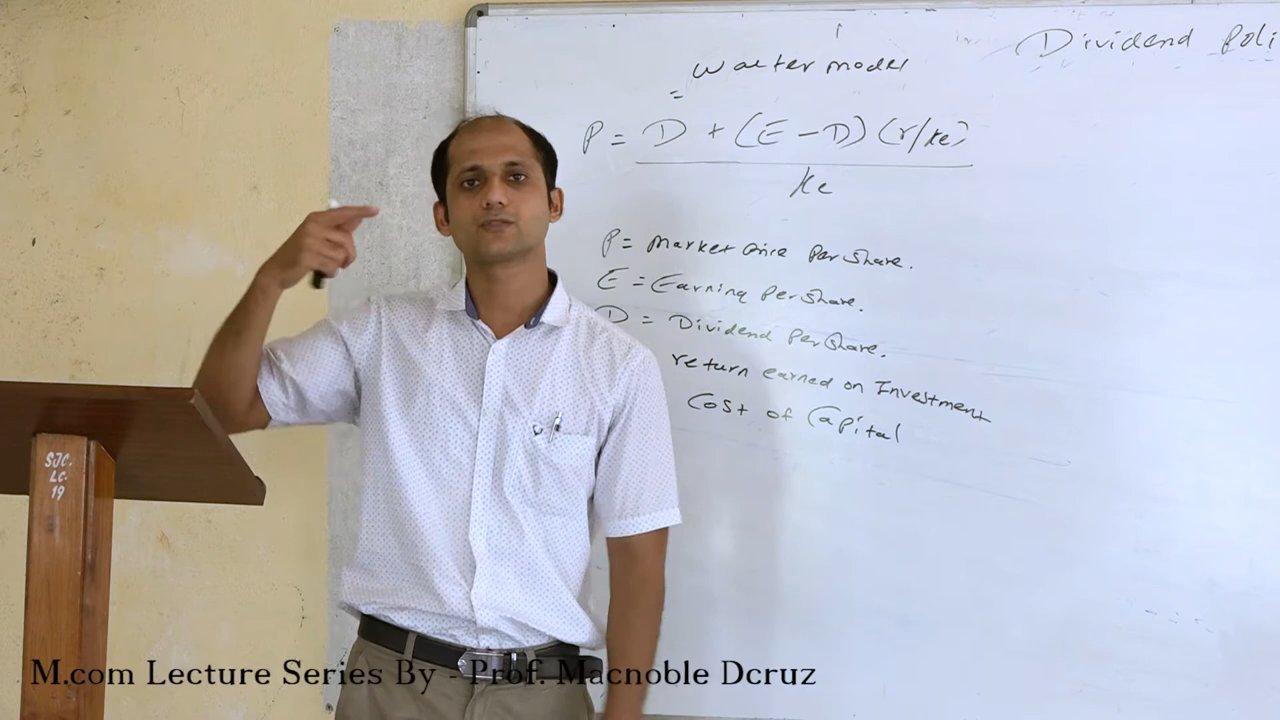 Dividend Poli
Walter model
=
P = D + (E - D) (r/ke)
ke
P = Market Price Per Share.
E = Earning Per Share.
D = Dividend Per Share.
return earned on Investment
Cost of Capital
SJC.
LC.
19
M.com Lecture Series By - Prof. Macnoble Dcruz